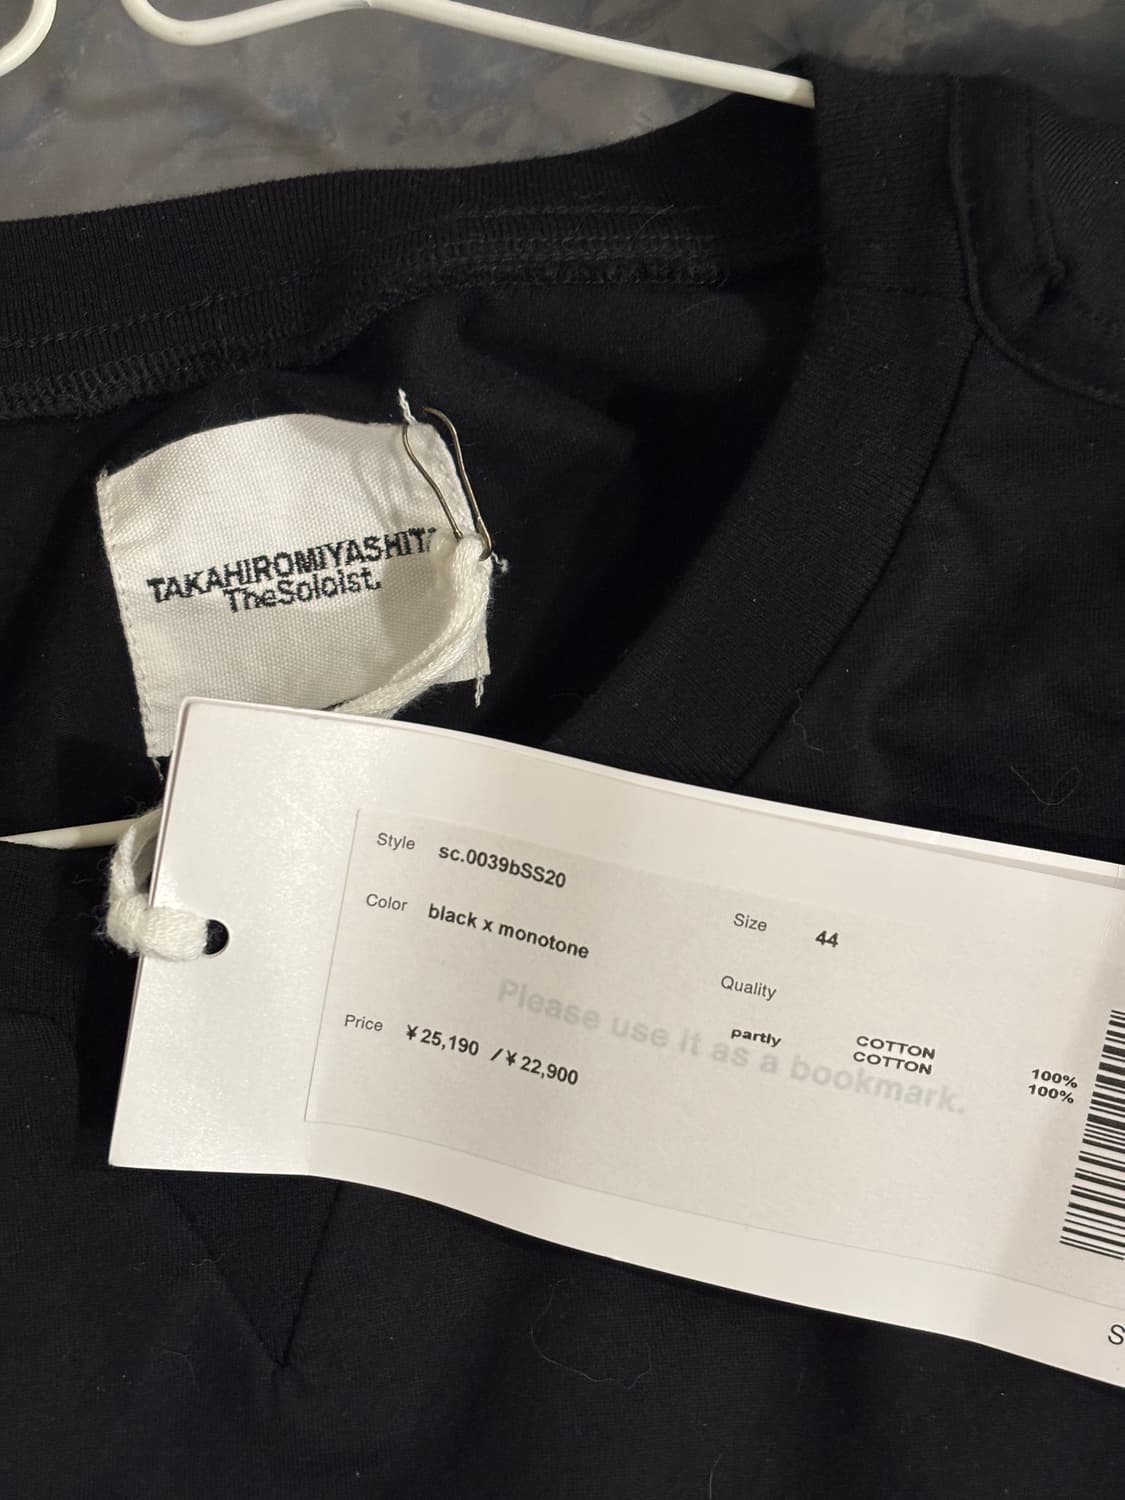 TAKAHIROMIYASHITA
TheSoloist.
Style sc.0039bSS20
Color black x monotone
Size 44
Quality
Please use it as a bookmark.
partly COTTON 100%
COTTON 100%
Price ¥25,190 /¥22,900
S